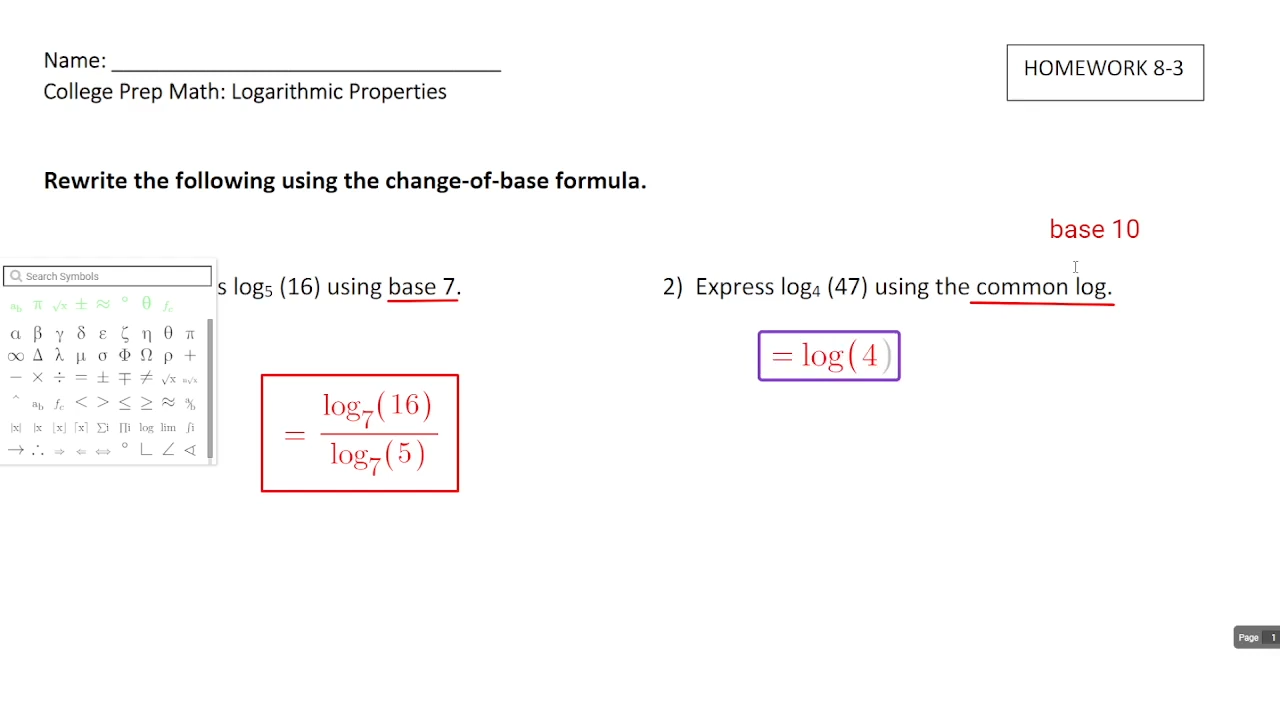 Name: ____________________
HOMEWORK 8-3
College Prep Math: Logarithmic Properties
Rewrite the following using the change-of-base formula.
base 10
Search Symbols
s log₅ (16) using base 7.
2) Express log₄ (47) using the common log.
= log(4)
= log₇(16) / log₇(5)
α β γ δ ε ζ η θ π
∞ Δ λ μ σ Φ Ω ρ +
− × ÷ = ± ∓ ≠ √x
< > ≤ ≥ ≈
|x| ∑i ∏i log lim ∫i
→ ∴ ⇒ ⇐ ⇔ ° ∟ ∠ ∢
Page 1